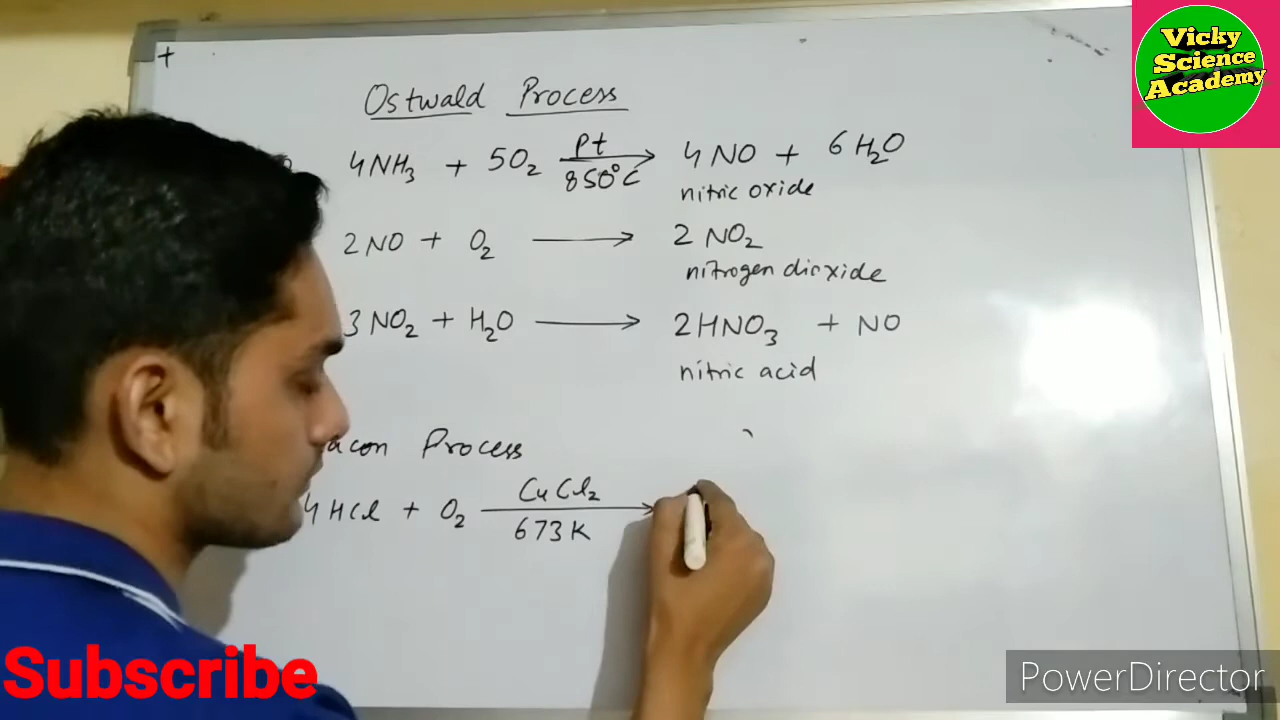 Vicky
Science
Academy
+
Ostwald Process
4NH₃ + 5O₂ Pt 850°C → 4NO + 6H₂O
nitric oxide
2NO + O₂ → 2NO₂
nitrogen dioxide
3NO₂ + H₂O → 2HNO₃ + NO
nitric acid
Process
4HCl + O₂ CuCl₂ 673K →
Subscribe
PowerDirector